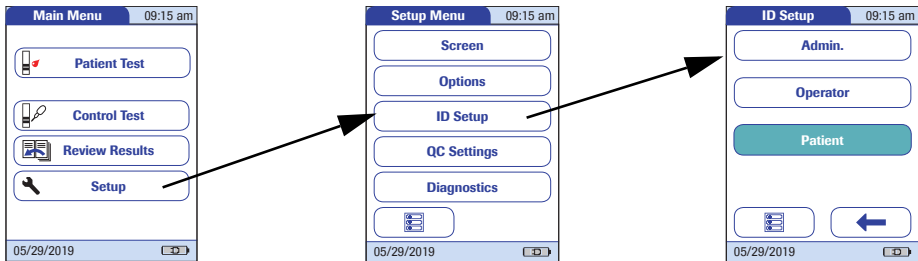 Main Menu 09:15 am
Patient Test
Control Test
Review Results
Setup
05/29/2019
Setup Menu 09:15 am
Screen
Options
ID Setup
QC Settings
Diagnostics
05/29/2019
ID Setup 09:15 am
Admin.
Operator
Patient
05/29/2019